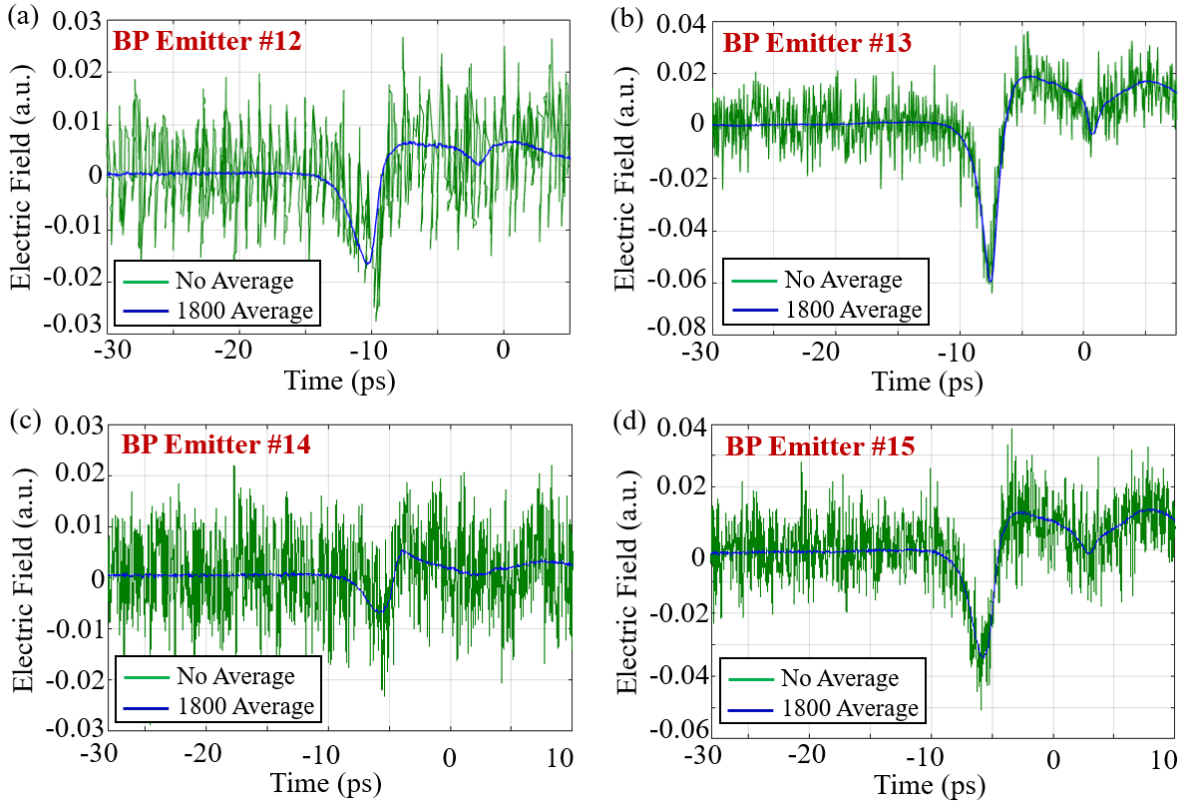 (a)
BP Emitter #12
Electric Field (a.u.)
0.03
0.02
0.01
0
-0.01
-0.02
-0.03
No Average
1800 Average
-30
-20
-10
0
Time (ps)
(b)
BP Emitter #13
Electric Field (a.u.)
0.04
0.02
0
-0.02
-0.04
-0.06
-0.08
No Average
1800 Average
-30
-20
-10
0
Time (ps)
(c)
BP Emitter #14
Electric Field (a.u.)
0.03
0.02
0.01
0
-0.01
-0.02
-0.03
No Average
1800 Average
-30
-20
-10
0
10
Time (ps)
(d)
BP Emitter #15
Electric Field (a.u.)
0.04
0.02
0
-0.02
-0.04
-0.06
No Average
1800 Average
-30
-20
-10
0
10
Time (ps)